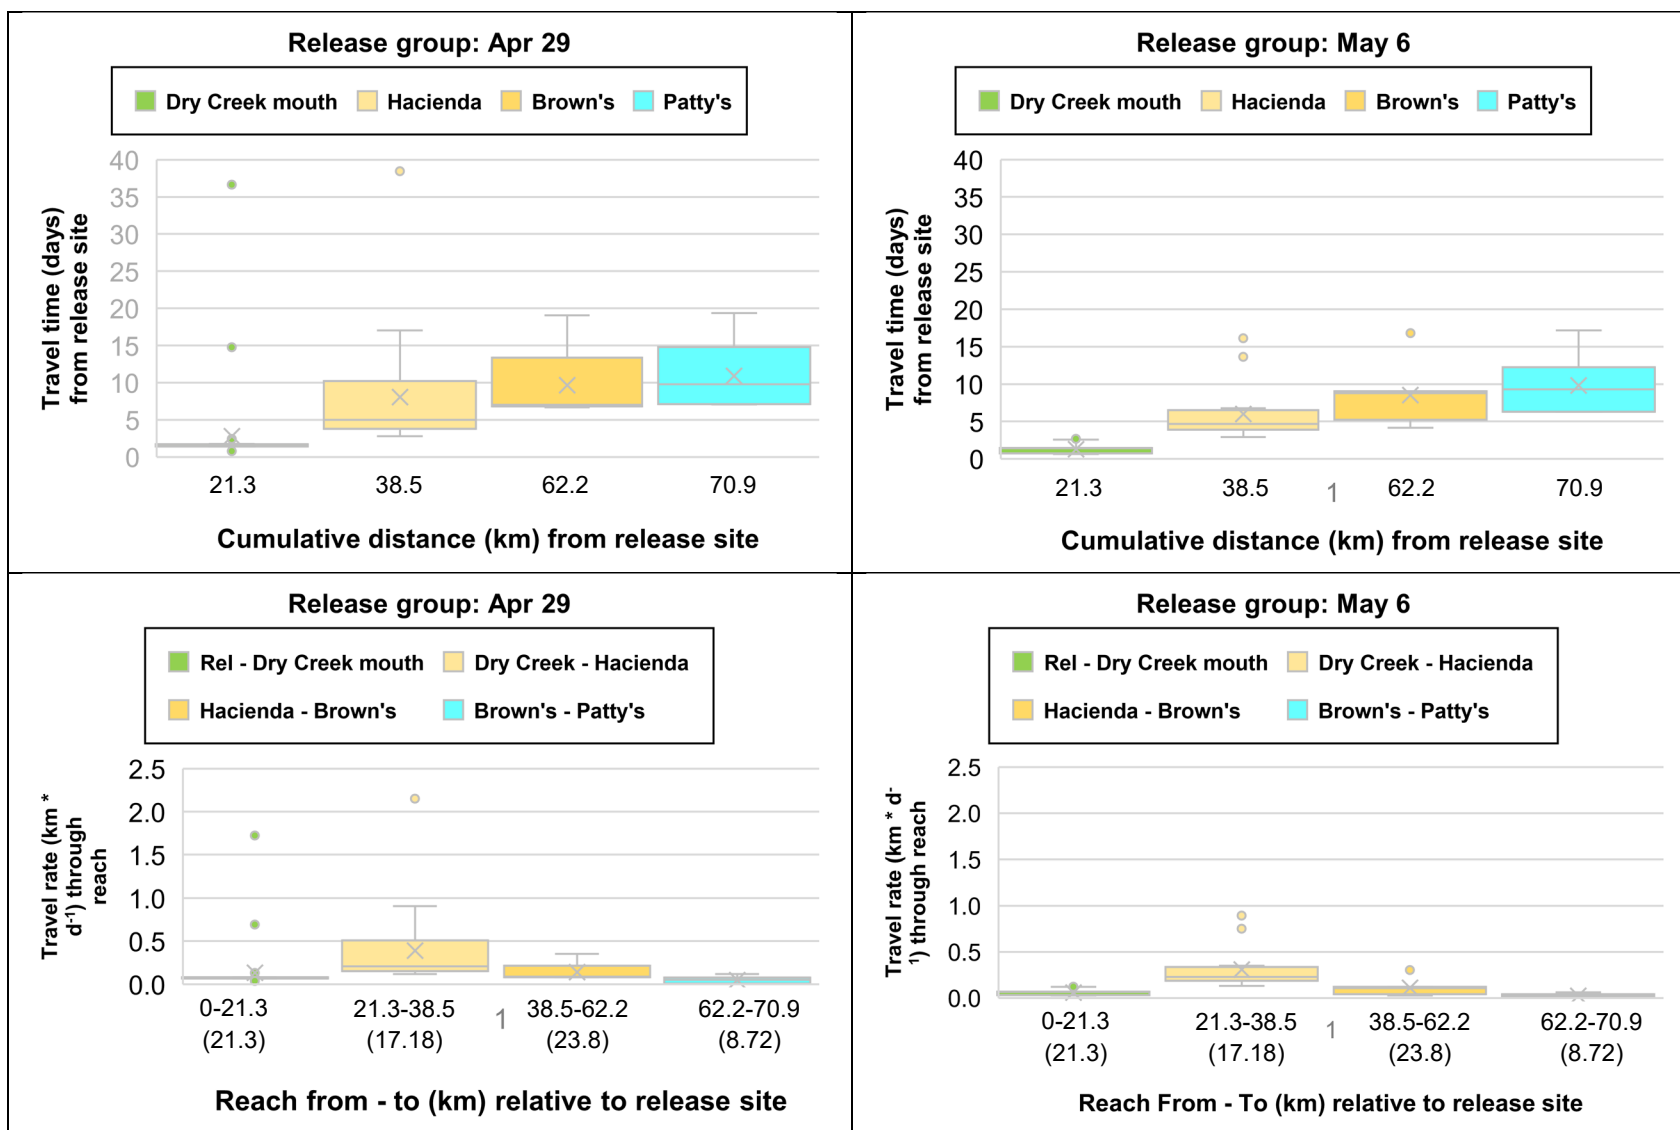 Release group: Apr 29
Dry Creek mouth Hacienda Brown's Patty's
40
35
30
25
20
15
10
5
0
Travel time (days)
from release site
21.3 38.5 62.2 70.9
Cumulative distance (km) from release site
Release group: May 6
Dry Creek mouth Hacienda Brown's Patty's
40
35
30
25
20
15
10
5
0
Travel time (days)
from release site
21.3 38.5 1 62.2 70.9
Cumulative distance (km) from release site
Release group: Apr 29
Rel - Dry Creek mouth Dry Creek - Hacienda
Hacienda - Brown's Brown's - Patty's
2.5
2.0
1.5
1.0
0.5
0.0
Travel rate (km *
d-1) through
reach
0-21.3 21.3-38.5 1 38.5-62.2 62.2-70.9
(21.3) (17.18) (23.8) (8.72)
Reach from - to (km) relative to release site
Release group: May 6
Rel - Dry Creek mouth Dry Creek - Hacienda
Hacienda - Brown's Brown's - Patty's
2.5
2.0
1.5
1.0
0.5
0.0
Travel rate (km * d-
1) through reach
0-21.3 21.3-38.5 1 38.5-62.2 62.2-70.9
(21.3) (17.18) (23.8) (8.72)
Reach From - To (km) relative to release site